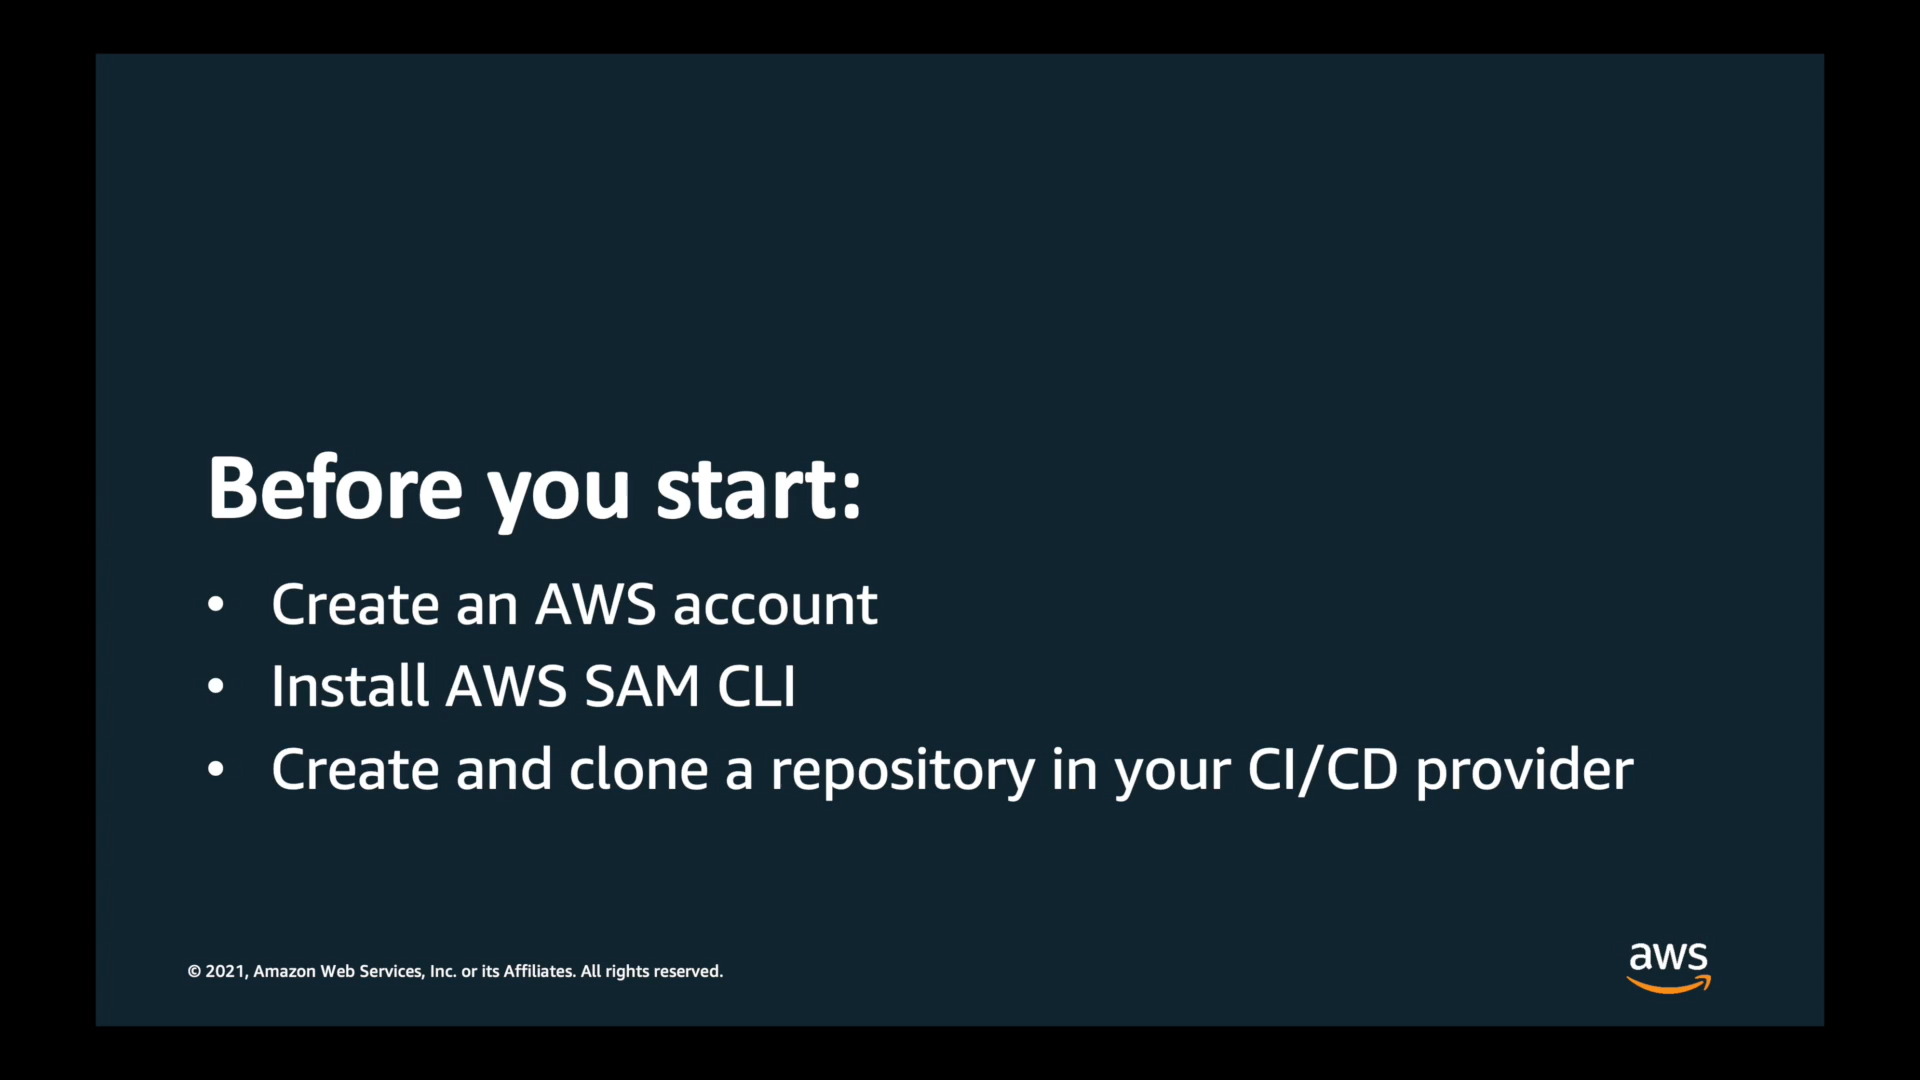 Before you start:
• Create an AWS account
• Install AWS SAM CLI
• Create and clone a repository in your CI/CD provider
© 2021, Amazon Web Services, Inc. or its Affiliates. All rights reserved.
aws